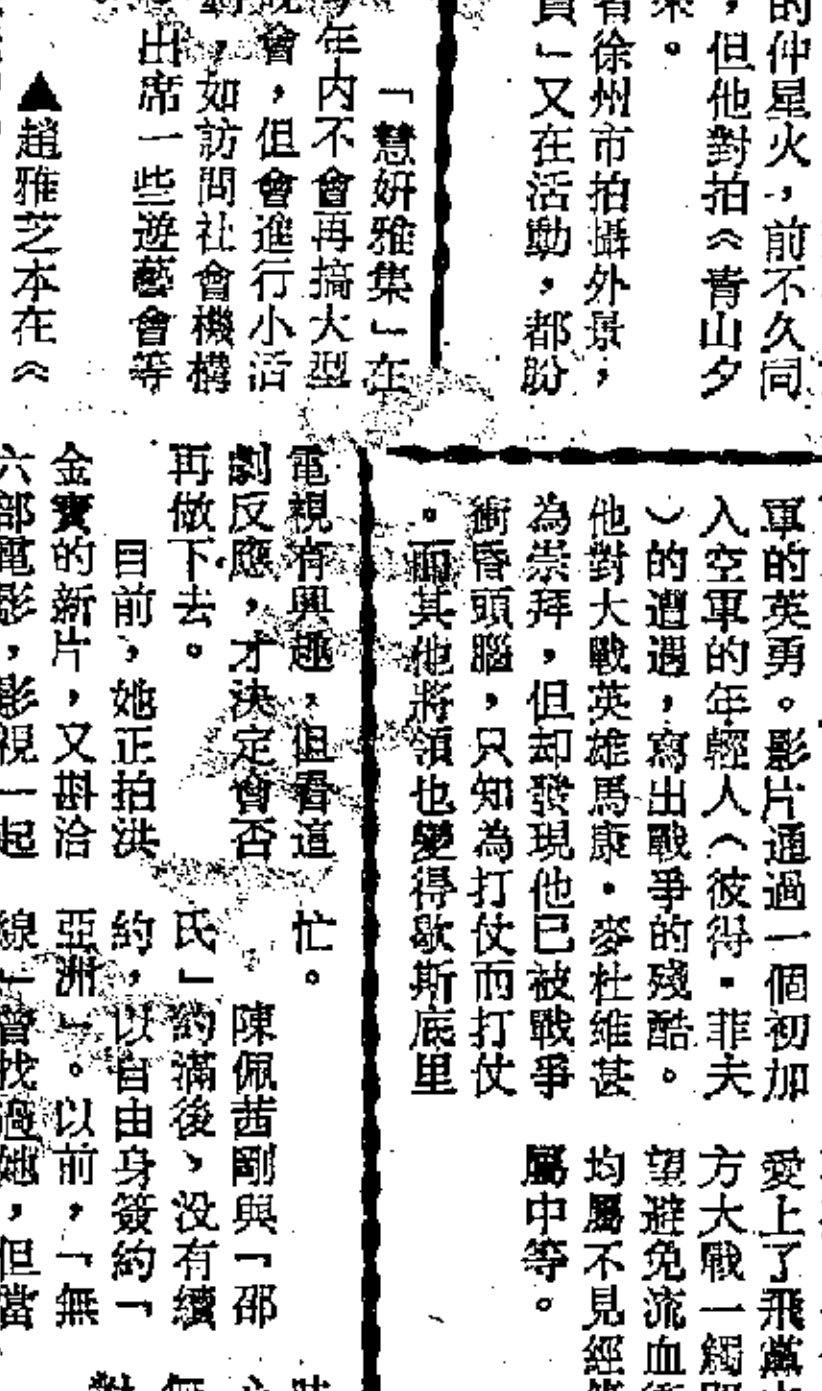 的仲星火，前不久同
，但他對拍《青山夕
來。
看徐州市拍攝外景，
員」又在活動，都盼
「慧妍雅集」在
年内不會再搞大型
會，但會進行小活
，如訪問社會機構
出席一些遊藝會等
▲趙雅芝本在《
軍的英勇。影片通過一個初加
入空軍的年輕人（彼得·菲夫
）的遭遇，寫出戰爭的殘酷。
他對大戰英雄馬康·麥杜維甚
為崇拜，但却發現他已被戰爭
衝昏頭腦，只知為打仗而打仗
。而其他將領也變得歇斯底里
愛上了飛黨
方大戰一觸即
望避免流血衝
均屬不見經傳
屬中等。
電視有興趣，但看這
劇反應，才決定會否
再做下去。
目前，她正拍洪
金寶的新片，又斟洽
六部電影，影視一起
忙。
陳佩茜剛與「邵
氏」約滿後、没有續
約，以自由身簽約「
亞洲」。以前，「無
線」曾找過她，但當